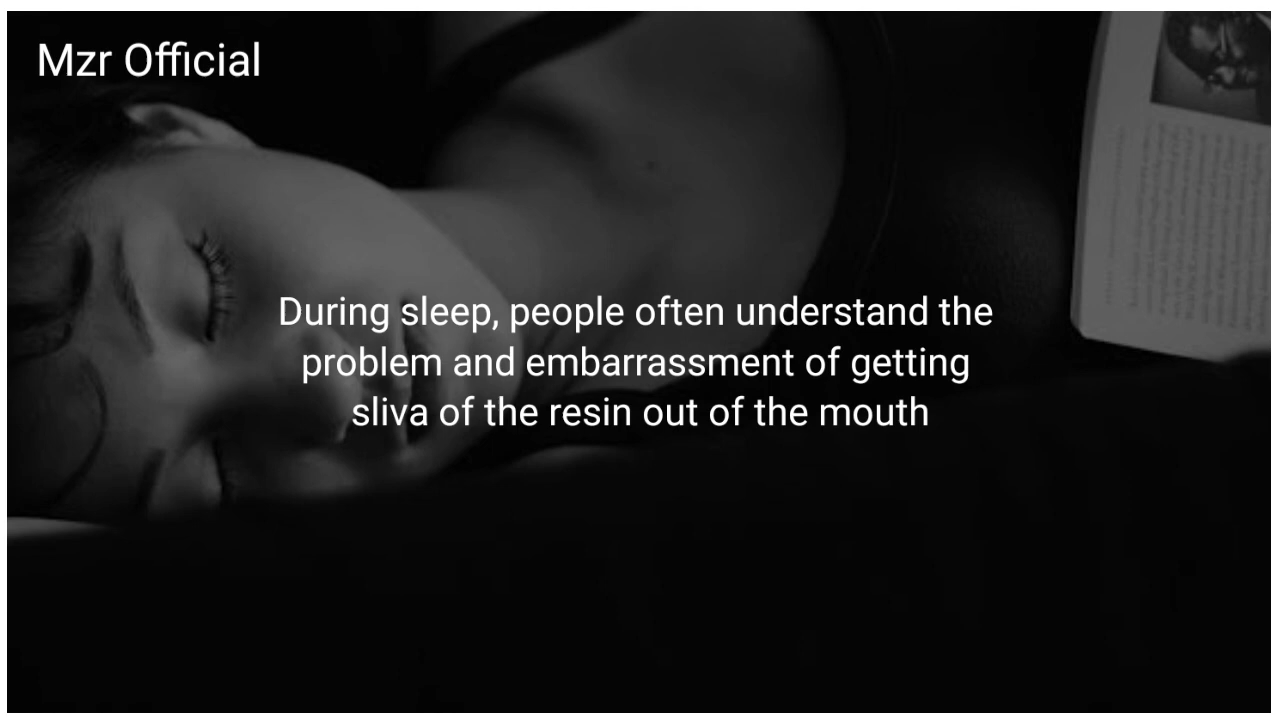 Mzr Official
During sleep, people often understand the
problem and embarrassment of getting
sliva of the resin out of the mouth